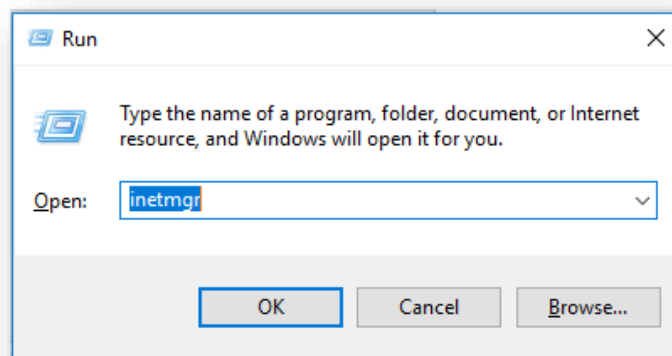 Run
Type the name of a program, folder, document, or Internet
resource, and Windows will open it for you.
Open: inetmgr
OK Cancel Browse...